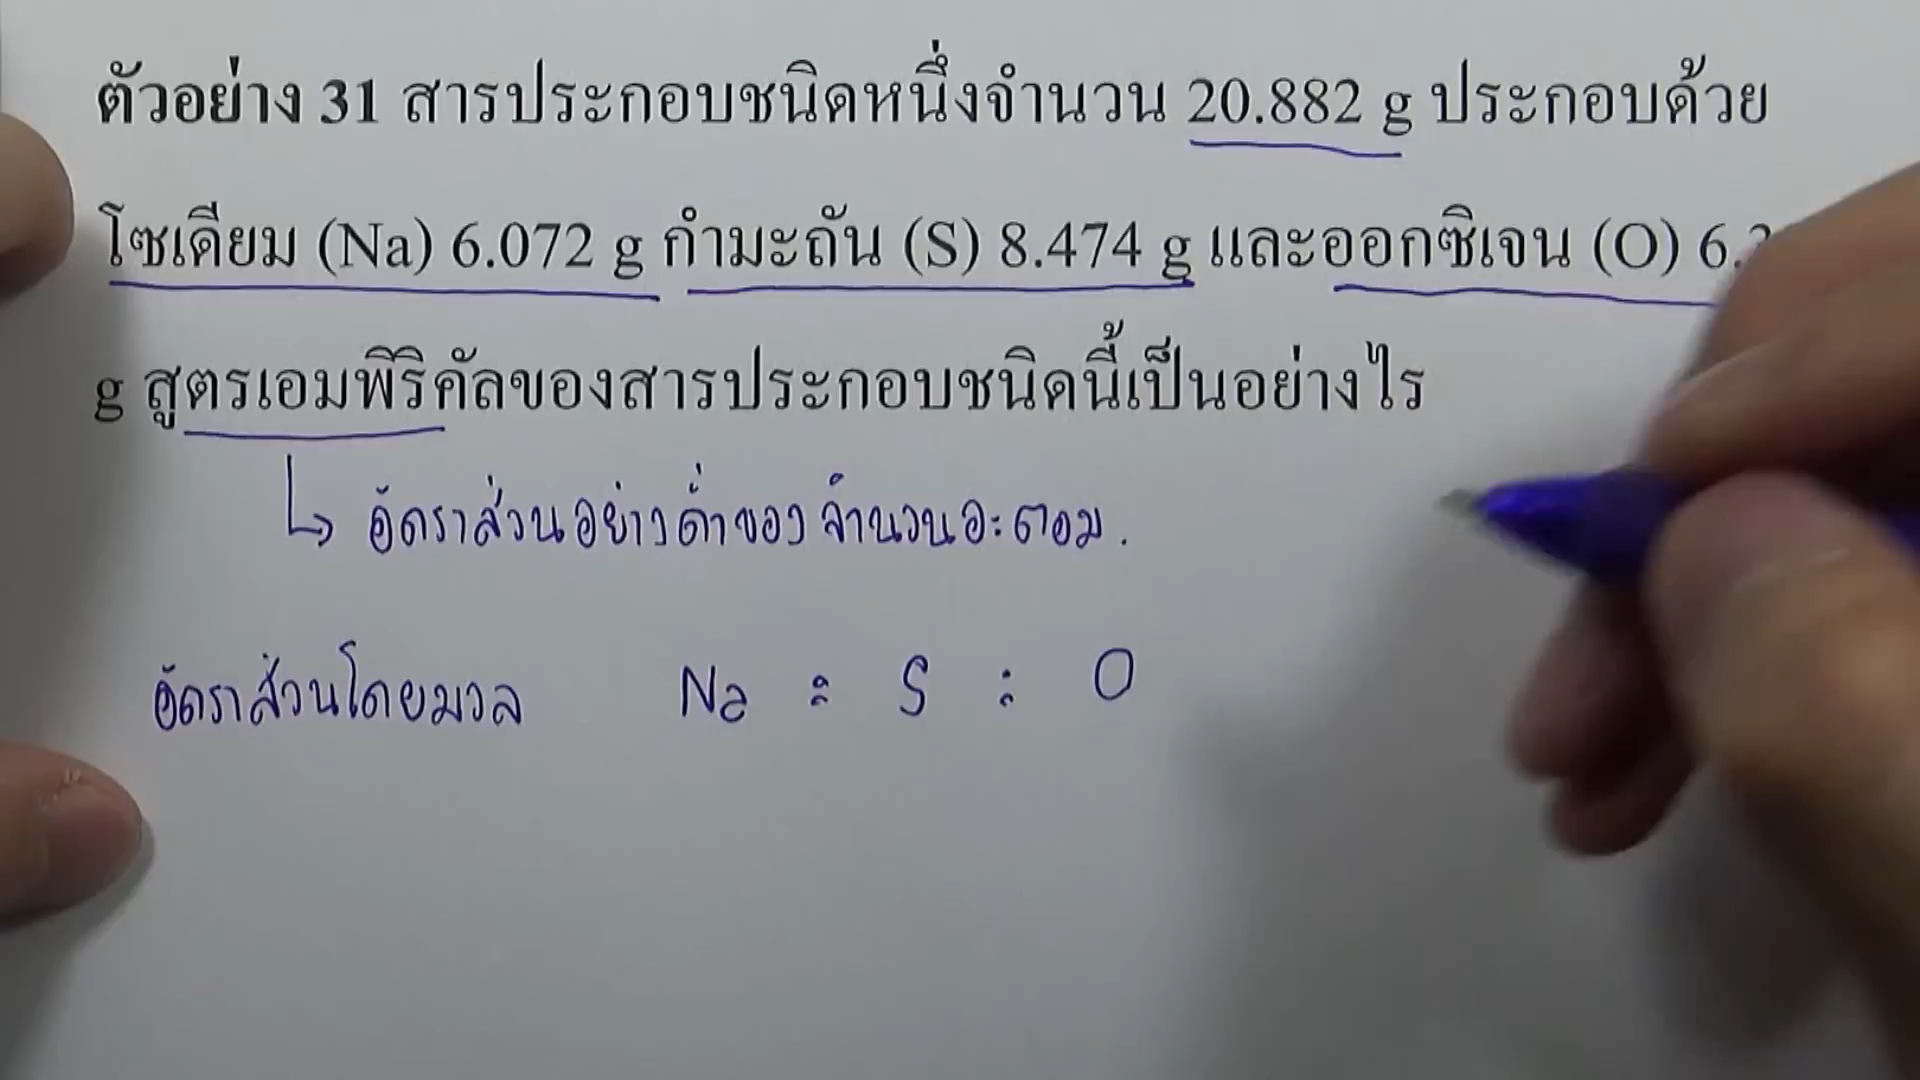 ตัวอย่าง 31 สารประกอบชนิดหนึ่งจำนวน 20.882 g ประกอบด้วย
โซเดียม (Na) 6.072 g กำมะถัน (S) 8.474 g และออกซิเจน (O)
g สูตรเอมพิริคัลของสารประกอบชนิดนี้เป็นอย่างไร
↳ อัตราส่วนอย่างต่ำของจำนวนอะตอม.
อัตราส่วนโดยมวล Na : S : O